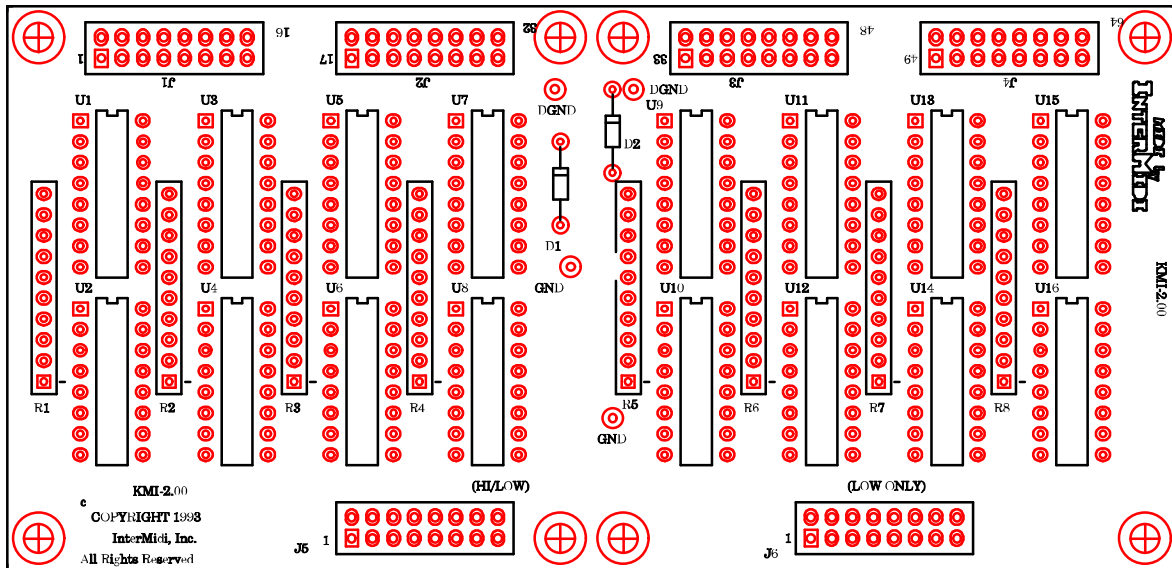 16 32 48 64
1 17 33 49
J1 J2 J3 J4
DGND DGND
U1 U3 U5 U7 U9 U11 U13 U15
D2
MIDI by
INTERMIDI
D1
GND
KMI-2.00
U2 U4 U6 U8 U10 U12 U14 U16
R1 R2 R3 R4 R5 R6 R7 R8
GND
KMI-2.00
(HI/LOW)
(LOW ONLY)
c
COPYRIGHT 1993
InterMidi, Inc.
All Rights Reserved
J5 1
J6 1